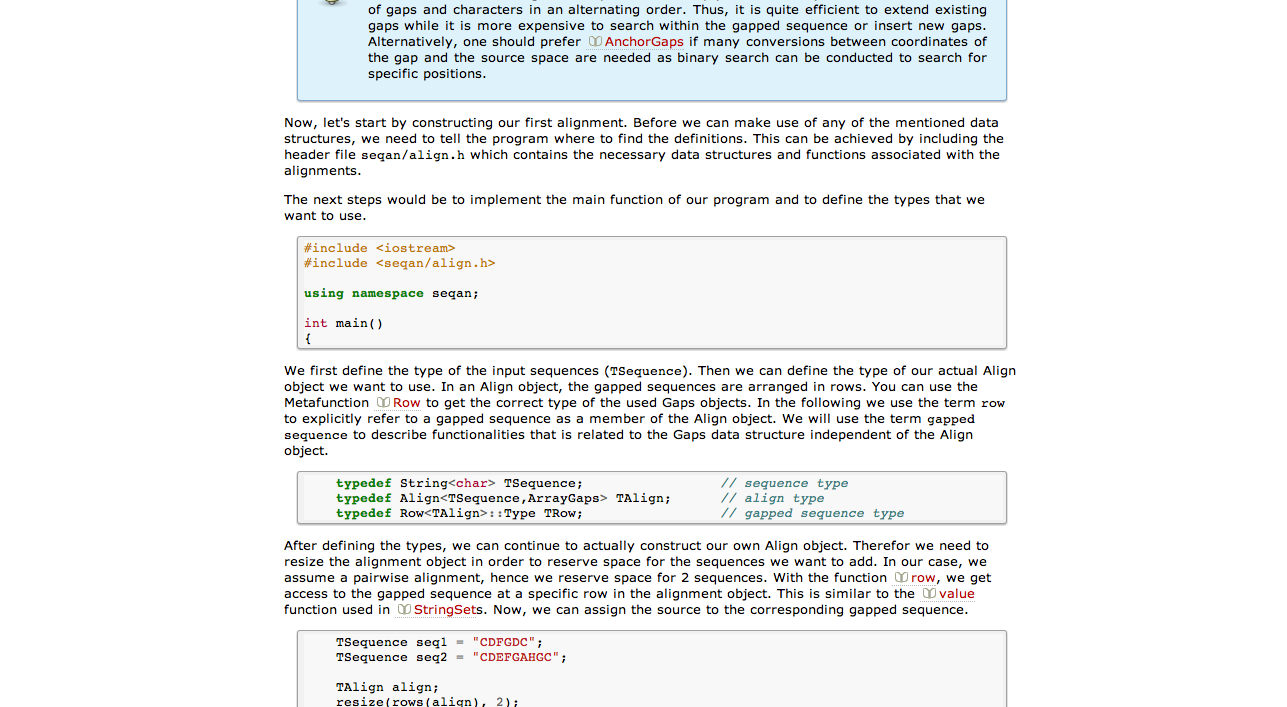 of gaps and characters in an alternating order. Thus, it is quite efficient to extend existing
gaps while it is more expensive to search within the gapped sequence or insert new gaps.
Alternatively, one should prefer AnchorGaps if many conversions between coordinates of
the gap and the source space are needed as binary search can be conducted to search for
specific positions.
Now, let's start by constructing our first alignment. Before we can make use of any of the mentioned data
structures, we need to tell the program where to find the definitions. This can be achieved by including the
header file seqan/align.h which contains the necessary data structures and functions associated with the
alignments.
The next steps would be to implement the main function of our program and to define the types that we
want to use.
#include <iostream>
#include <seqan/align.h>
using namespace seqan;
int main()
{
We first define the type of the input sequences (TSequence). Then we can define the type of our actual Align
object we want to use. In an Align object, the gapped sequences are arranged in rows. You can use the
Metafunction Row to get the correct type of the used Gaps objects. In the following we use the term row
to explicitly refer to a gapped sequence as a member of the Align object. We will use the term gapped
sequence to describe functionalities that is related to the Gaps data structure independent of the Align
object.
typedef String<char> TSequence; // sequence type
typedef Align<TSequence,ArrayGaps> TAlign; // align type
typedef Row<TAlign>::Type TRow; // gapped sequence type
After defining the types, we can continue to actually construct our own Align object. Therefor we need to
resize the alignment object in order to reserve space for the sequences we want to add. In our case, we
assume a pairwise alignment, hence we reserve space for 2 sequences. With the function row, we get
access to the gapped sequence at a specific row in the alignment object. This is similar to the value
function used in StringSets. Now, we can assign the source to the corresponding gapped sequence.
TSequence seq1 = "CDFGDC";
TSequence seq2 = "CDEFGAHGC";
TAlign align;
resize(rows(align), 2);